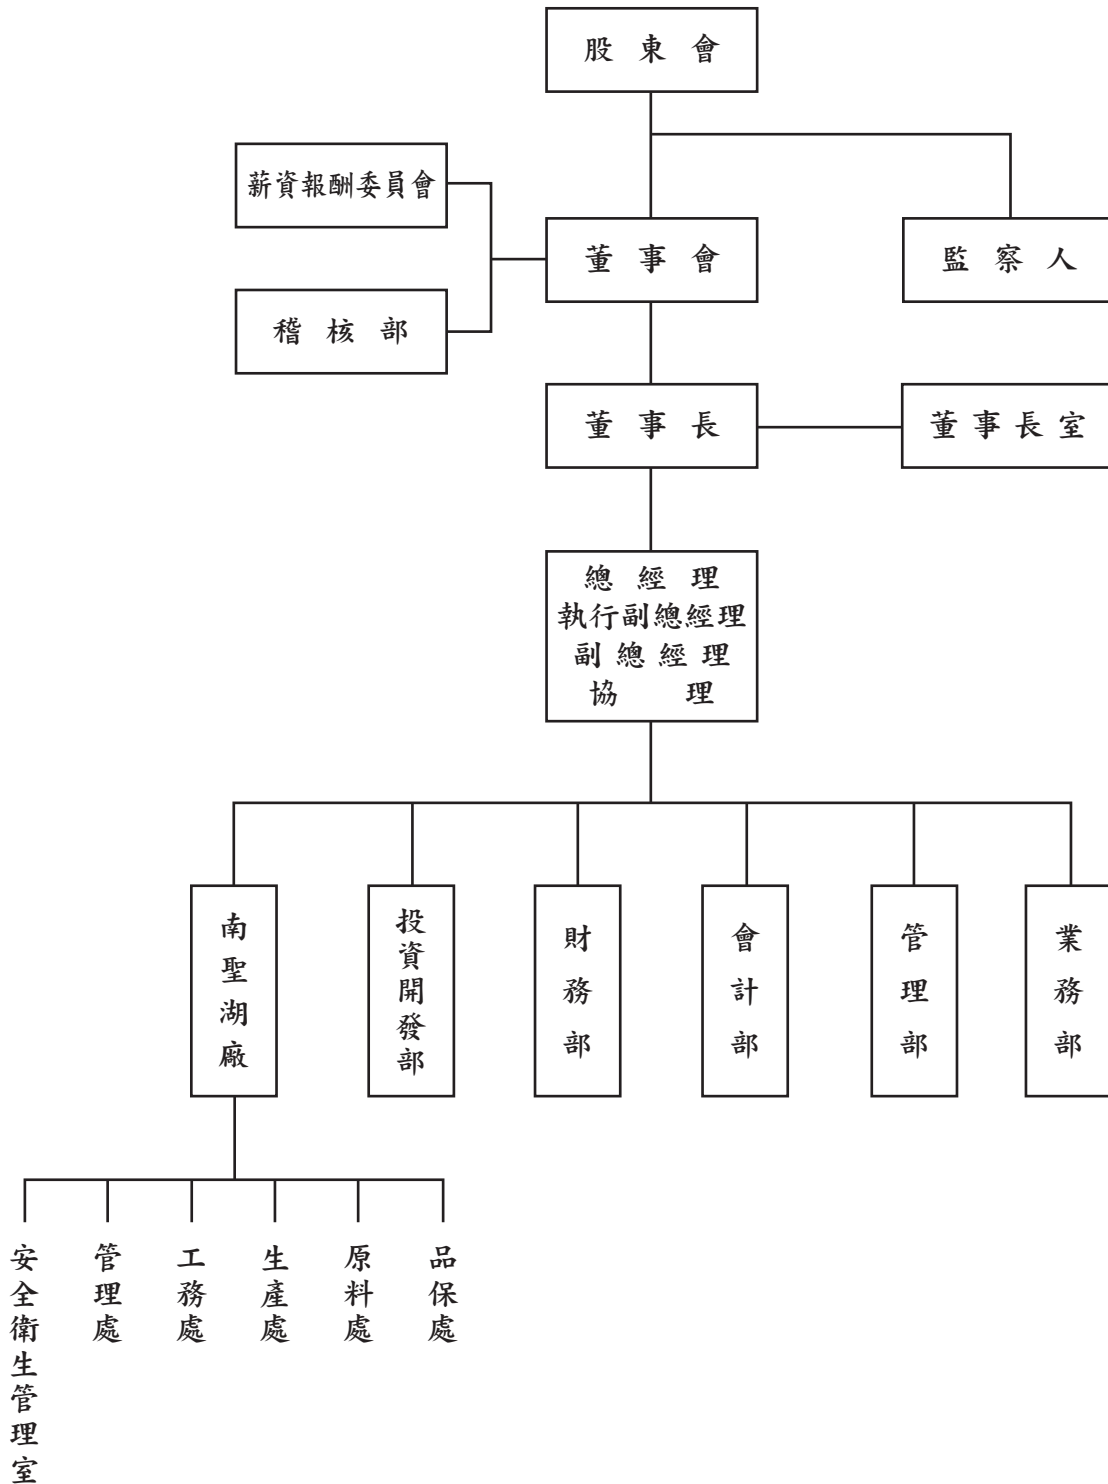 股東會
薪資報酬委員會
董事會
監察人
稽核部
董事長
董事長室
總經理
執行副總經理
副總經理
協理
南聖湖廠
投資開發部
財務部
會計部
管理部
業務部
安全衛生管理室
管理處
工務處
生產處
原料處
品保處